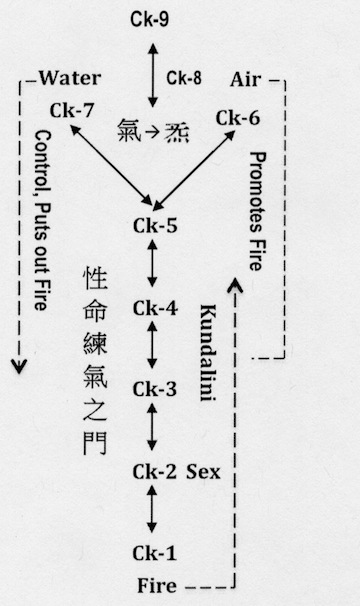 Ck-9
Ck-8
Water
Air
Ck-7
Ck-6
氣→炁
Control, Puts out Fire
Promotes Fire
Ck-5
性命練氣之門
Ck-4
Kundalini
Ck-3
Ck-2 Sex
Ck-1
Fire